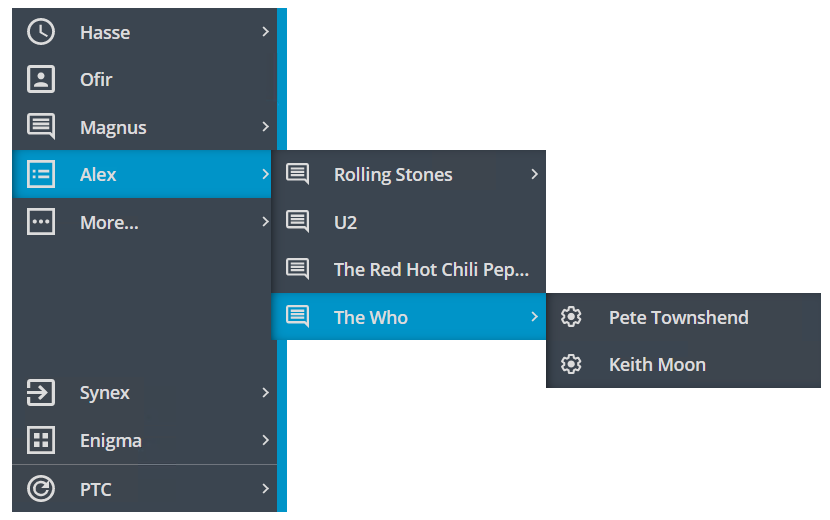 Hasse
Ofir
Magnus
Alex
More...
Synex
Enigma
PTC
Rolling Stones
U2
The Red Hot Chili Pep...
The Who
Pete Townshend
Keith Moon